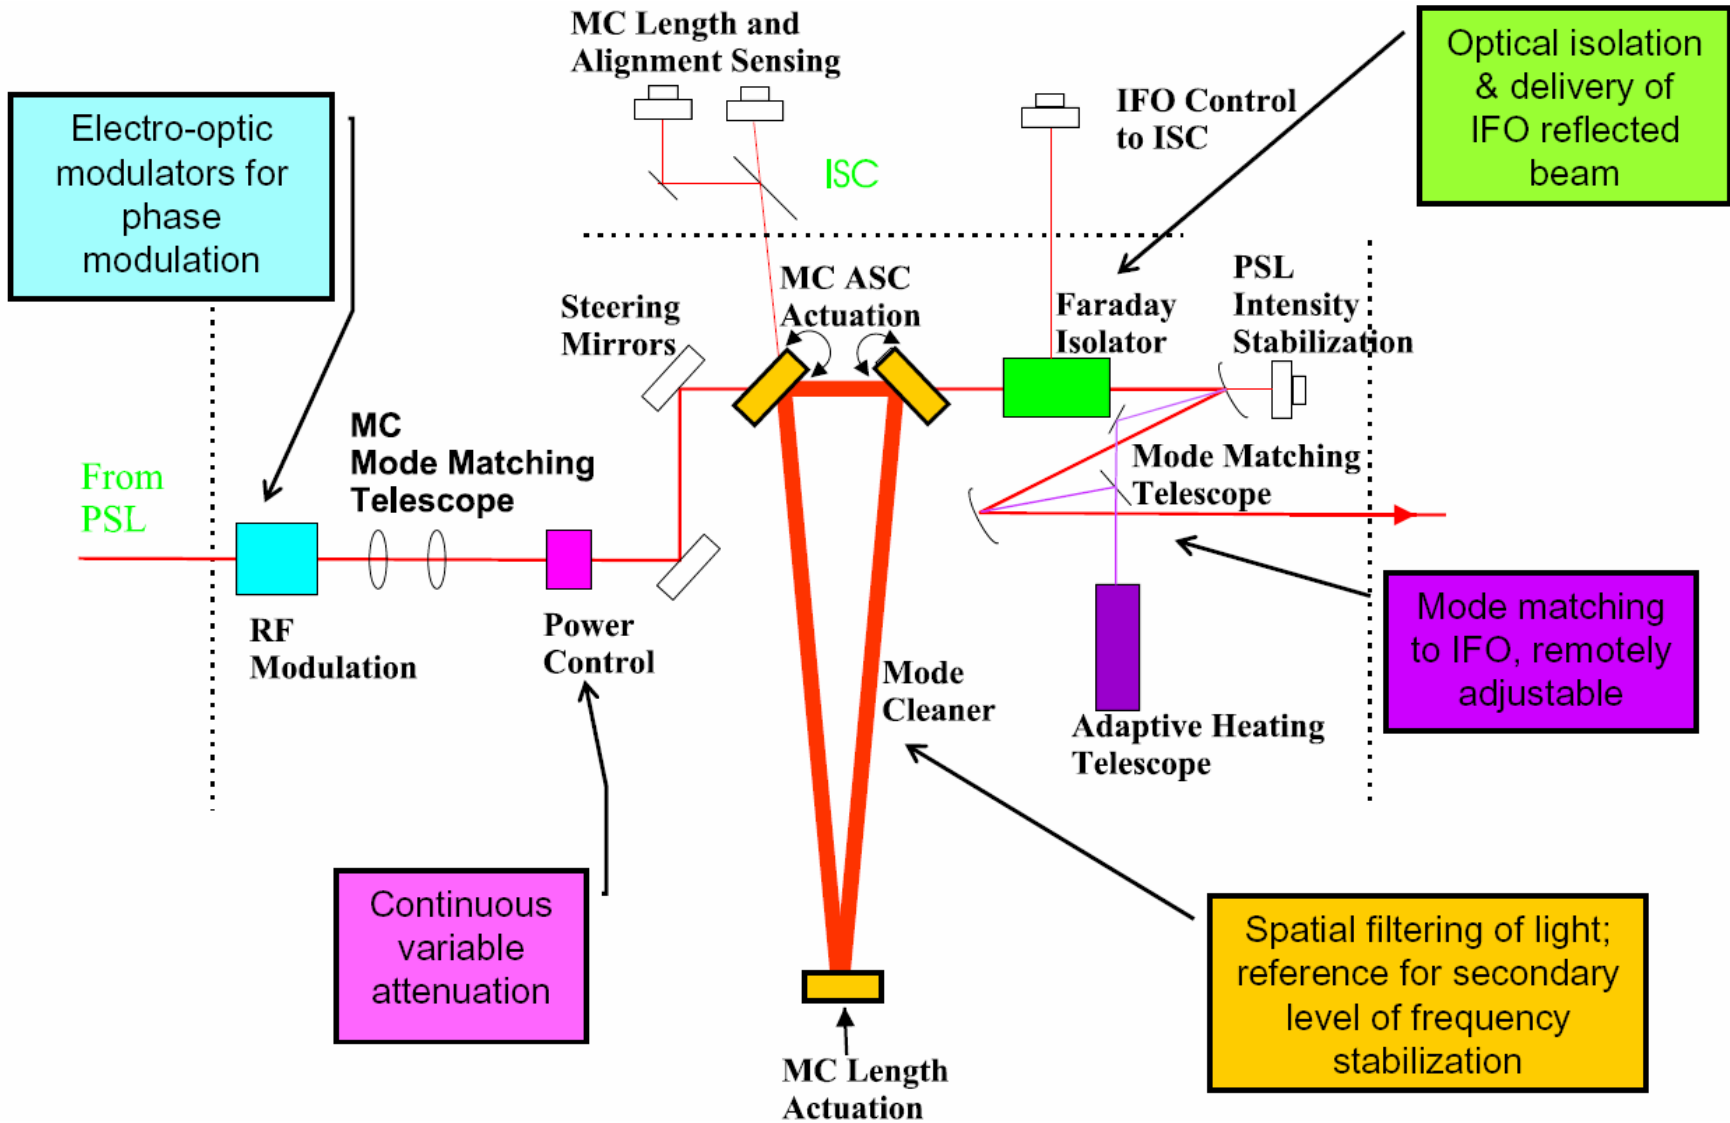 MC Length and
Alignment Sensing
Optical isolation
& delivery of
IFO reflected
beam
Electro-optic
modulators for
phase
modulation
IFO Control
to ISC
ISC
MC ASC
Actuation
Steering
Mirrors
Faraday
Isolator
PSL
Intensity
Stabilization
MC
Mode Matching
Telescope
From
PSL
Mode Matching
Telescope
RF
Modulation
Power
Control
Mode
Cleaner
Adaptive Heating
Telescope
Mode matching
to IFO, remotely
adjustable
Continuous
variable
attenuation
Spatial filtering of light;
reference for secondary
level of frequency
stabilization
MC Length
Actuation